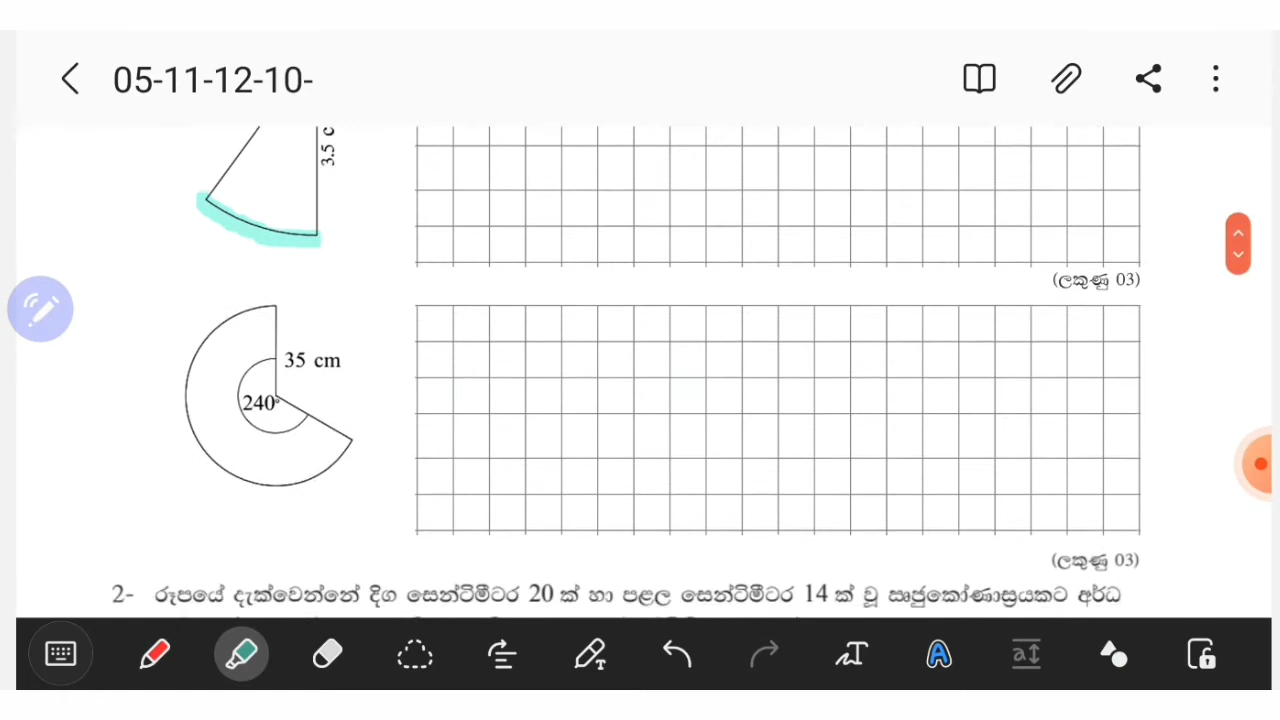 05-11-12-10-
3.5 c
(ලකුණු 03)
35 cm
240°
(ලකුණු 03)
2- රූපයේ දැක්වෙන්නේ දිග සෙන්ටිමීටර 20 ක් හා පළල සෙන්ටිමීටර 14 ක් වූ ඍජුකෝණාස්‍රයකට අර්ධ